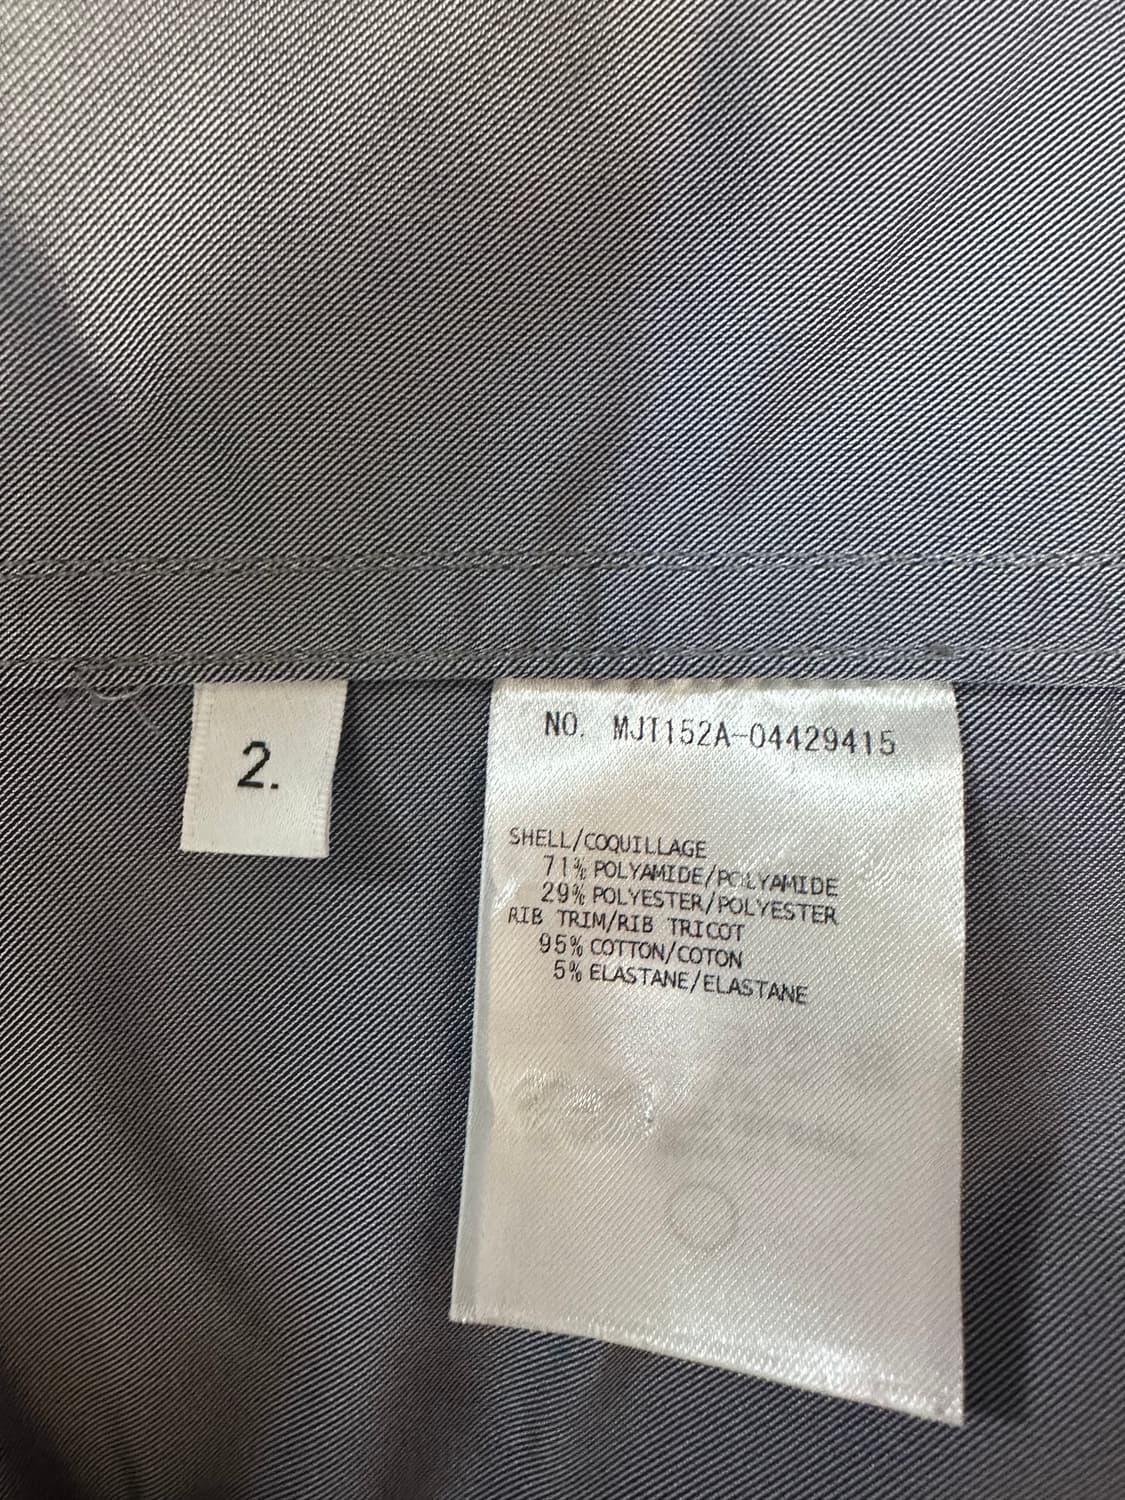 2.
NO. MJT152A-04429415
SHELL/COQUILLAGE
71% POLYAMIDE/POLYAMIDE
29% POLYESTER/POLYESTER
RIB TRIM/RIB TRICOT
95% COTTON/COTON
5% ELASTANE/ELASTANE